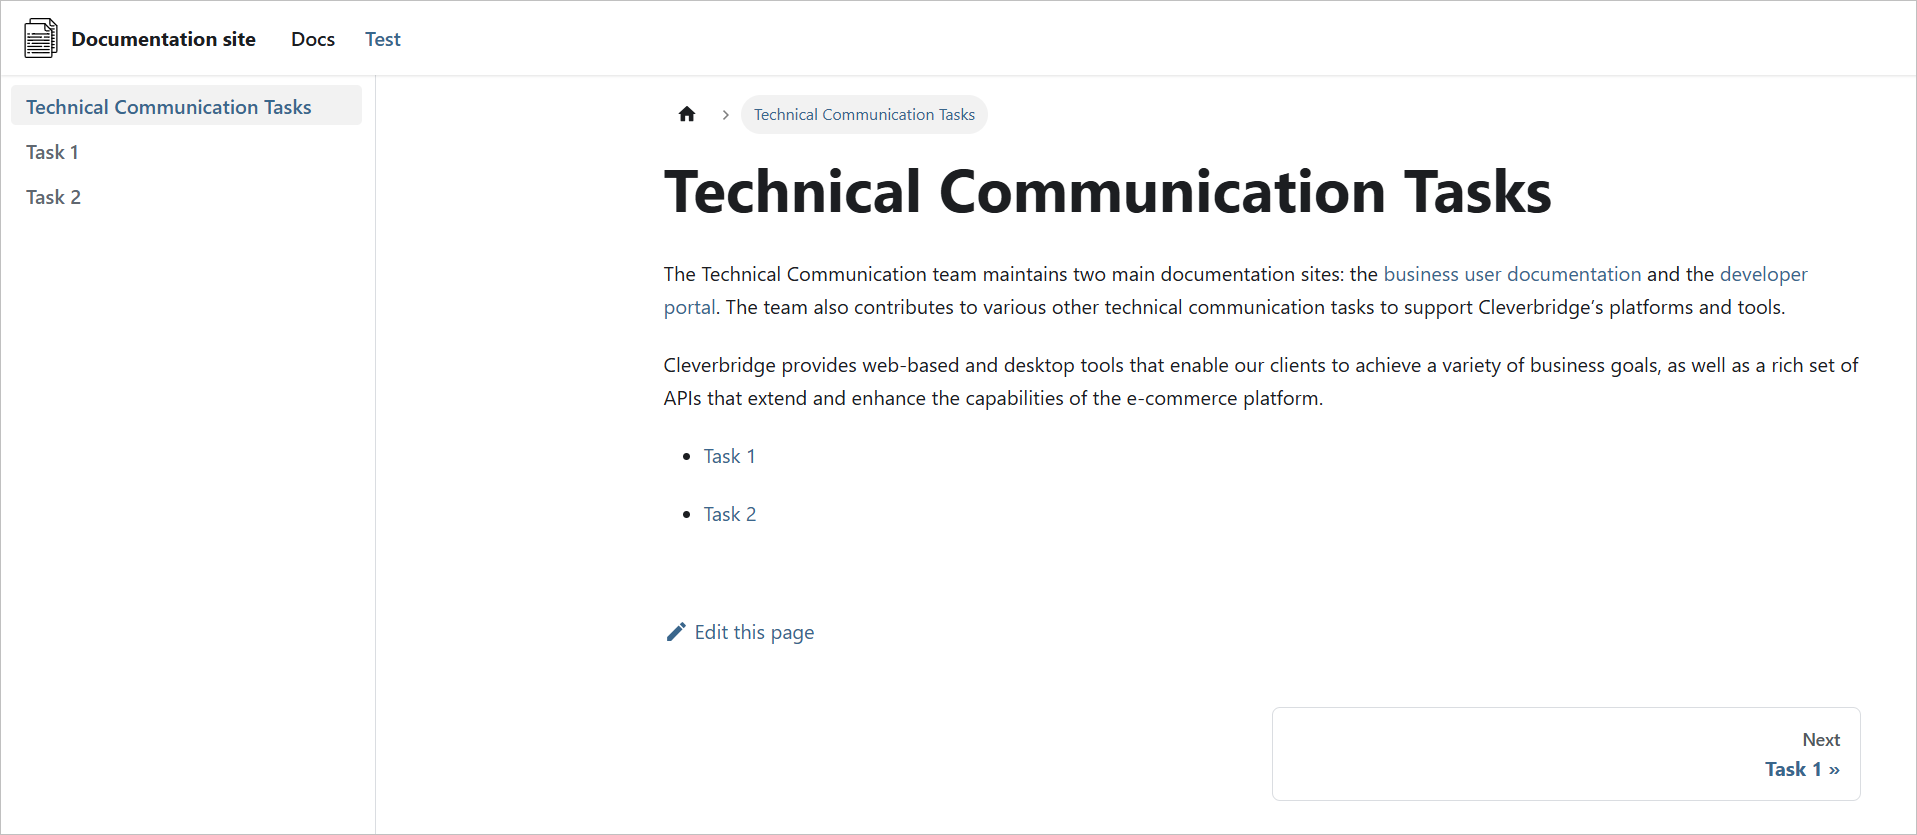 Documentation site Docs Test
Technical Communication Tasks
Task 1
Task 2
Technical Communication Tasks
Technical Communication Tasks
The Technical Communication team maintains two main documentation sites: the business user documentation and the developer
portal. The team also contributes to various other technical communication tasks to support Cleverbridge’s platforms and tools.
Cleverbridge provides web-based and desktop tools that enable our clients to achieve a variety of business goals, as well as a rich set of
APIs that extend and enhance the capabilities of the e-commerce platform.
• Task 1
• Task 2
Edit this page
Next
Task 1 »